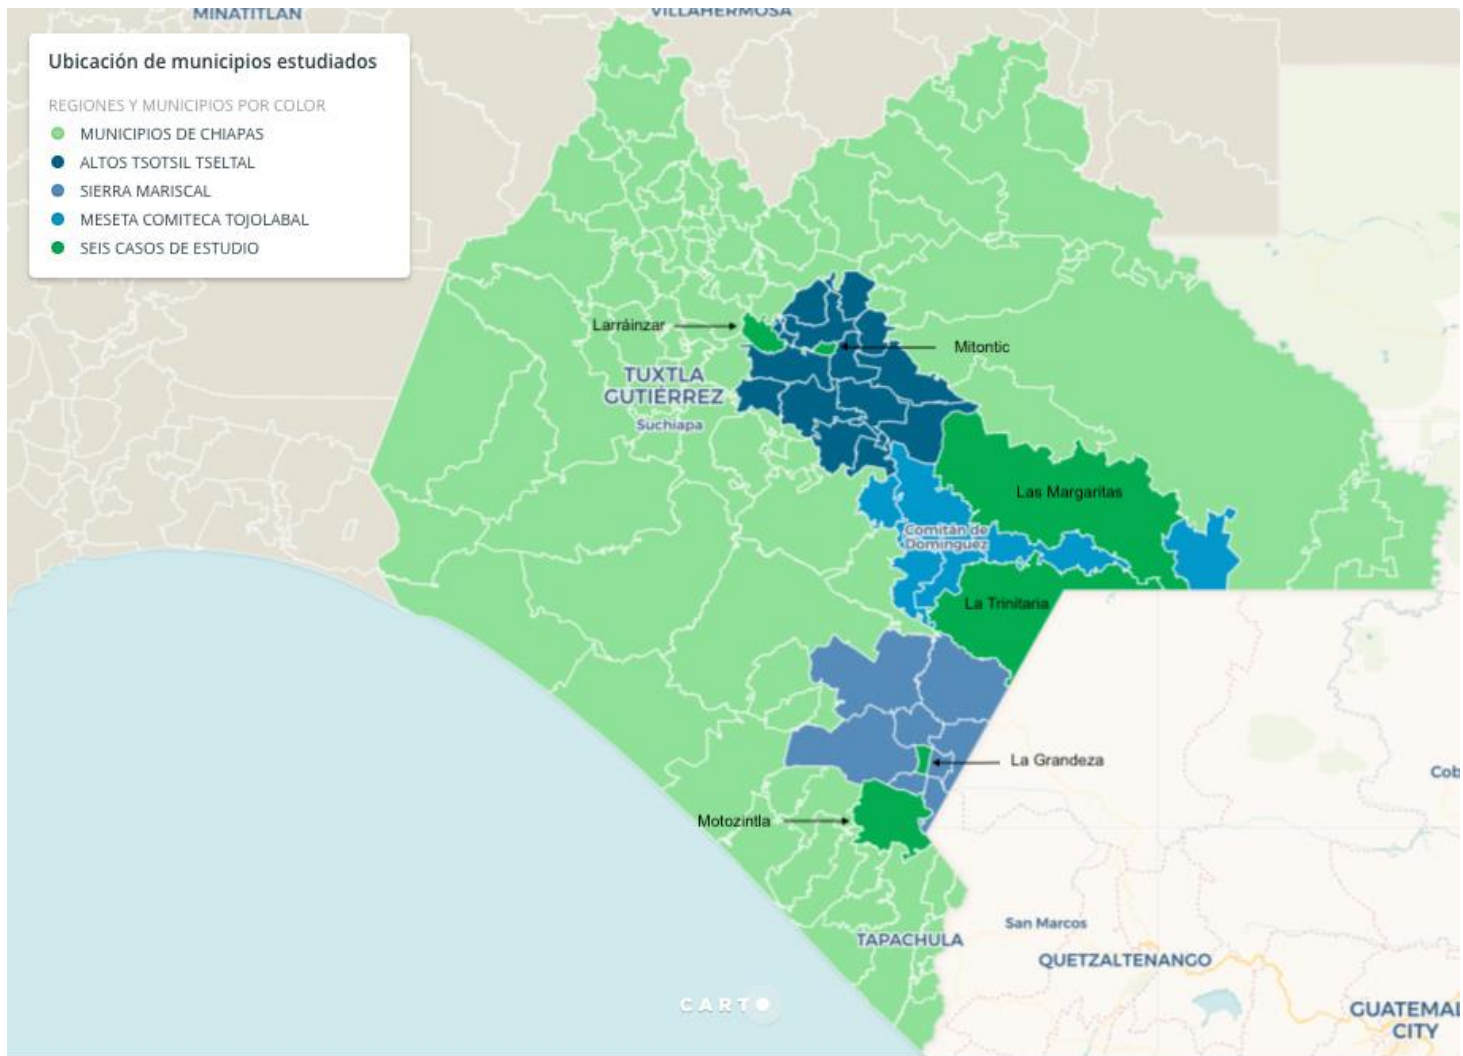 MINATITLAN
VILLAHERMOSA
Ubicación de municipios estudiados
REGIONES Y MUNICIPIOS POR COLOR
MUNICIPIOS DE CHIAPAS
ALTOS TSOTSIL TSELTAL
SIERRA MARISCAL
MESETA COMITECA TOJOLABAL
SEIS CASOS DE ESTUDIO
Larráinzar
Mitontic
TUXTLA
GUTIÉRREZ
Suchiapa
Las Margaritas
Comitán de
Domínguez
La Trinitaria
La Grandeza
Cob
Motozintla
San Marcos
TAPACHULA
QUETZALTENANGO
CARTO
GUATEMAL
CITY